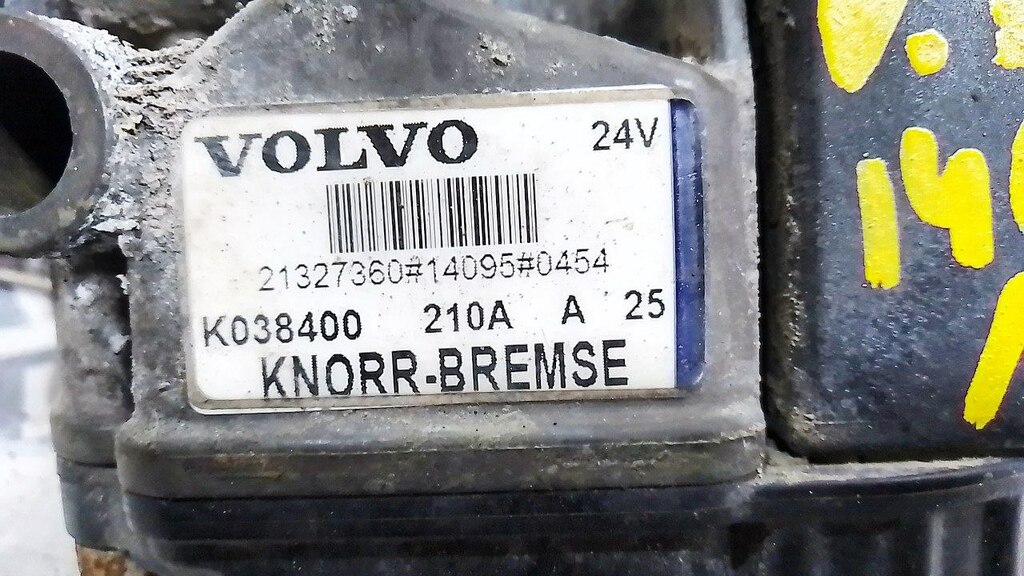 VOLVO 24V
21327360#14095#0454
K038400 210A A 25
KNORR-BREMSE